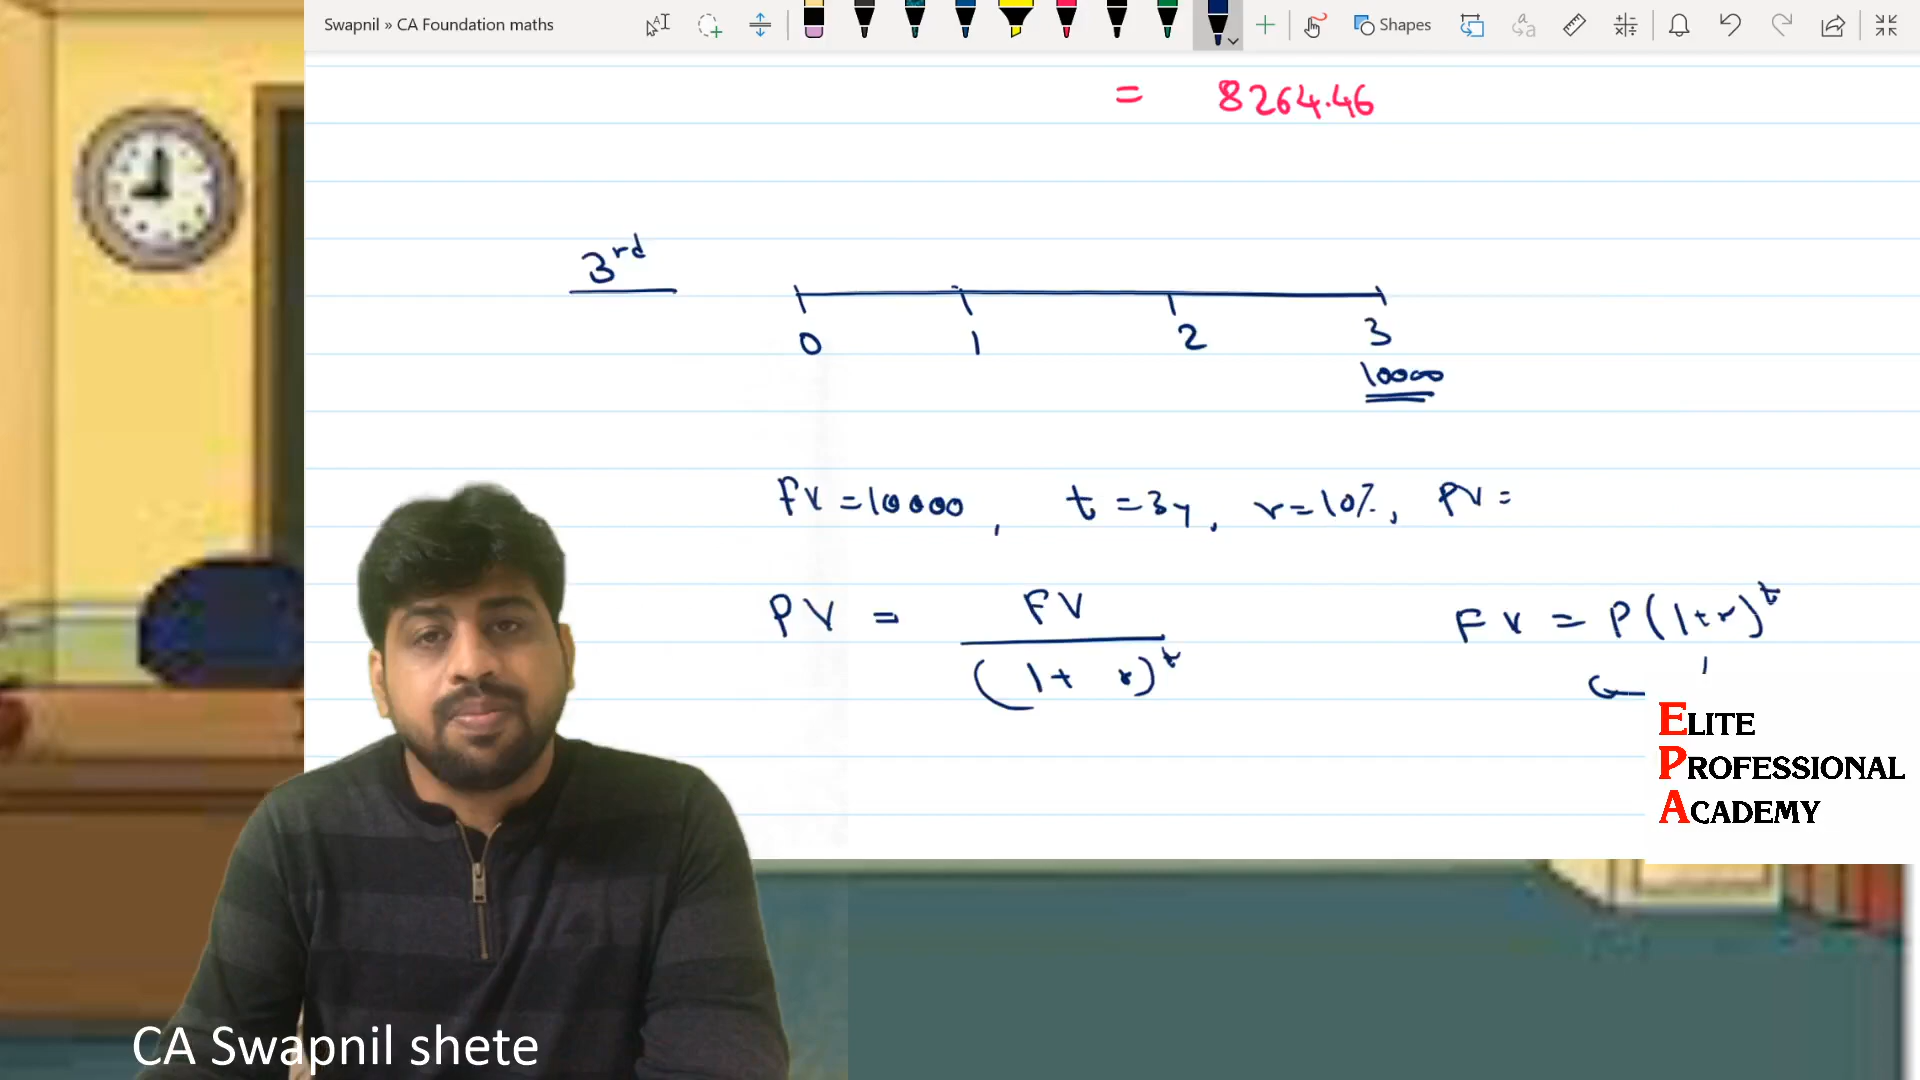 Swapnil » CA Foundation maths
Shapes
= 8264.46
3rd
0 1 2 3
10000
FV = 10000, t = 3y, r = 10%, PV =
PV = FV / (1+ r)^t
FV = P(1+r)^t
ELITE
PROFESSIONAL
ACADEMY
CA Swapnil shete